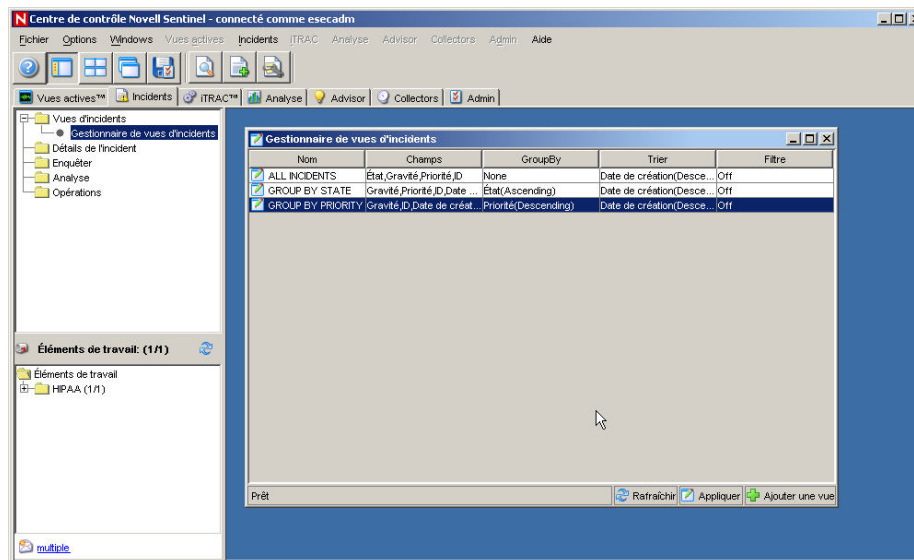 Centre de contrôle Novell Sentinel - connecté comme esecadm
Fichier Options Windows Vues actives Incidents iTRAC Analyse Advisor Collectors Admin Aide
Vues actives™ Incidents iTRAC™ Analyse Advisor Collectors Admin
Vues d'incidents
Gestionnaire de vues d'incidents
Détails de l'incident
Enquêter
Analyse
Opérations
Gestionnaire de vues d'incidents
Nom Champs GroupBy Trier Filtre
ALL INCIDENTS État,Gravité,Priorité,ID None Date de création(Desce... Off
GROUP BY STATE Gravité,Priorité,ID,Date ... État(Ascending) Date de création(Desce... Off
GROUP BY PRIORITY Gravité,ID,Date de créat... Priorité(Descending) Date de création(Desce... Off
Éléments de travail: (1/1)
Éléments de travail
HIPAA (1/1)
Prêt Rafraîchir Appliquer Ajouter une vue
multiple